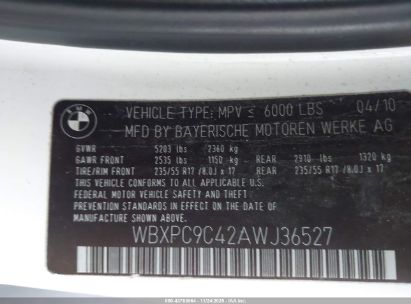 BMW
VEHICLE TYPE: MPV ≤ 6000 LBS 04/10
MFD BY BAYERISCHE MOTOREN WERKE AG
GVWR 5203 lbs 2360 kg
GAWR FRONT 2535 lbs 1150 kg REAR 2910 lbs 1320 kg
TIRE/RIM FRONT 235/55 R17 /8.0J x 17 REAR 235/55 R17 /8.0J x 17
THIS VEHICLE CONFORMS TO ALL APPLICABLE
FEDERAL MOTOR VEHICLE SAFETY, BUMPER,
AND THEFT PREVENTION STANDARDS IN EFFECT
ON THE DATE OF MANUFACTURE SHOWN ABOVE.
WBXPC9C42AWJ36527